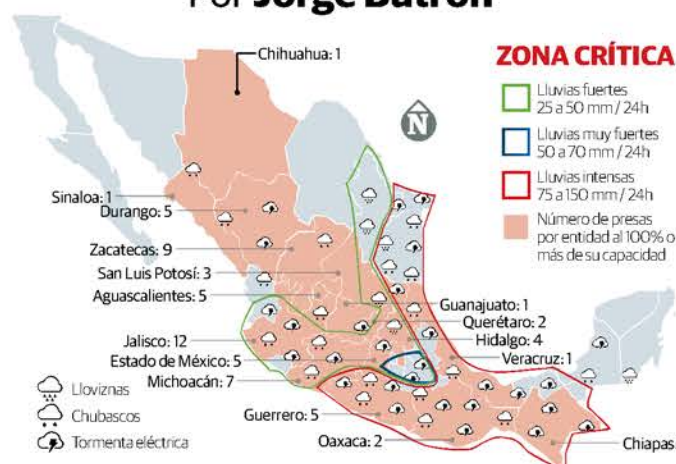 Por Jorge Butrón
Chihuahua: 1
ZONA CRÍTICA
Lluvias fuertes
25 a 50 mm / 24h
Lluvias muy fuertes
50 a 70 mm / 24h
Lluvias intensas
75 a 150 mm / 24h
Número de presas
por entidad al 100% o
más de su capacidad
N
Sinaloa: 1
Durango: 5
Zacatecas: 9
San Luis Potosí: 3
Aguascalientes: 5
Guanajuato: 1
Querétaro: 2
Hidalgo: 4
Veracruz: 1
Jalisco: 12
Estado de México: 5
Michoacán: 7
Guerrero: 5
Oaxaca: 2
Chiapas
Lloviznas
Chubascos
Tormenta eléctrica